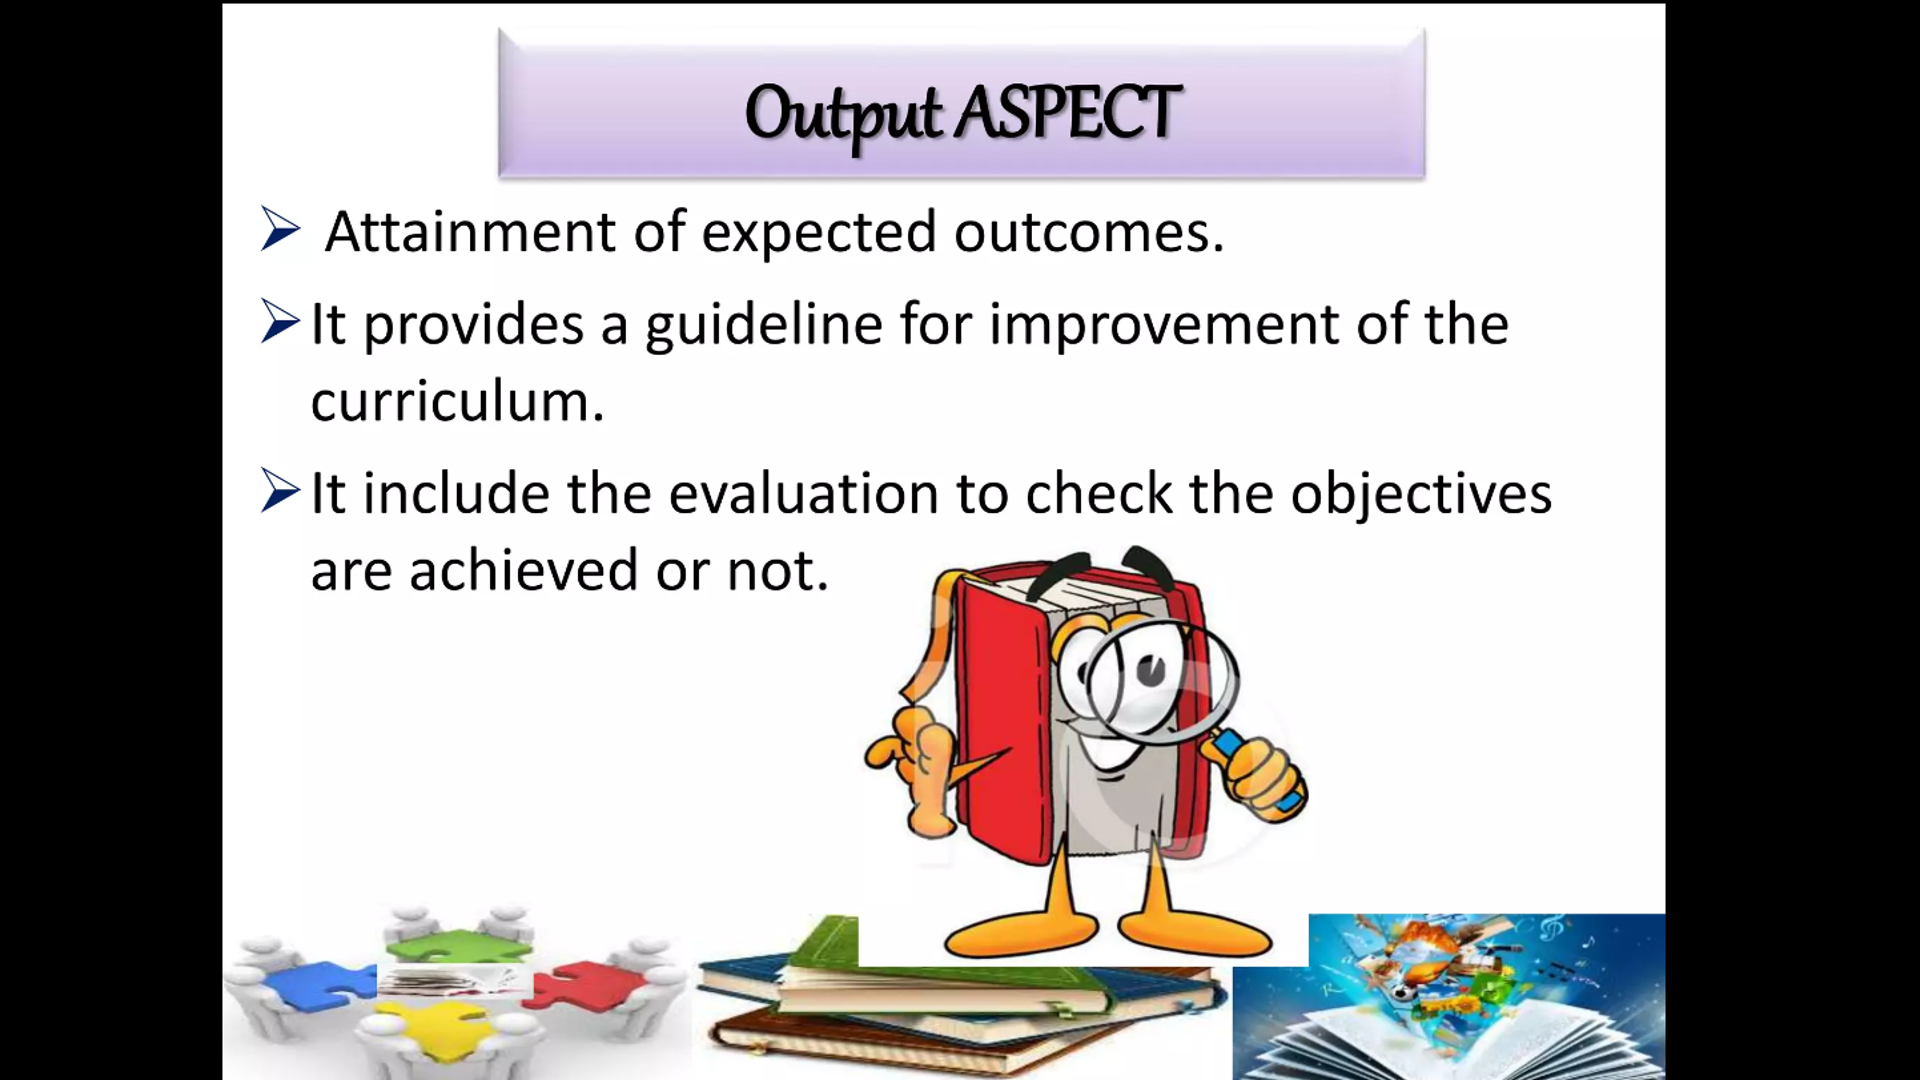 Output ASPECT
➢ Attainment of expected outcomes.
➢ It provides a guideline for improvement of the
curriculum.
➢ It include the evaluation to check the objectives
are achieved or not.